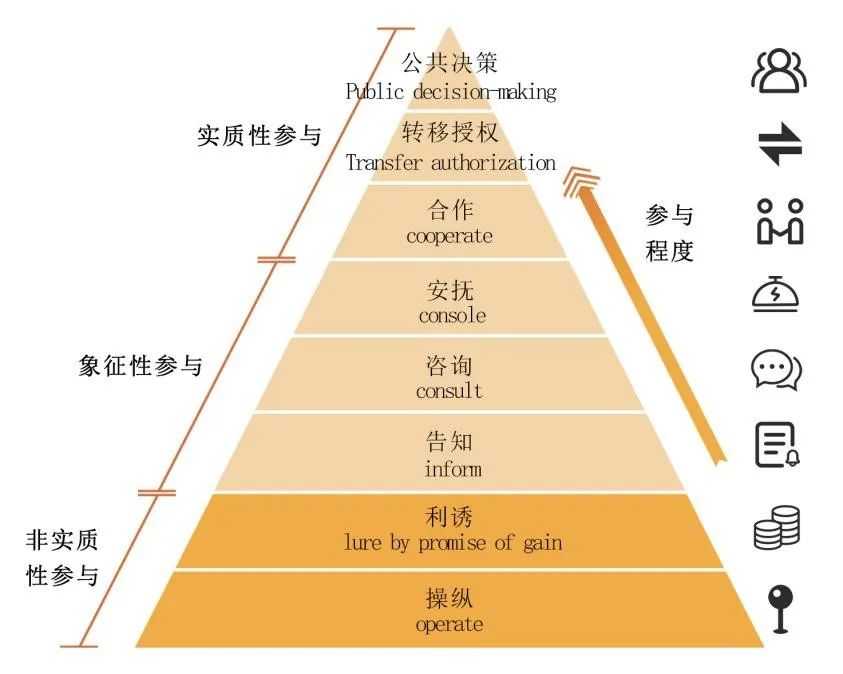 公共决策
Public decision-making
实质性参与
转移授权
Transfer authorization
合作
cooperate
参与
程度
安抚
console
象征性参与
咨询
consult
告知
inform
利诱
lure by promise of gain
非实质
性参与
操纵
operate